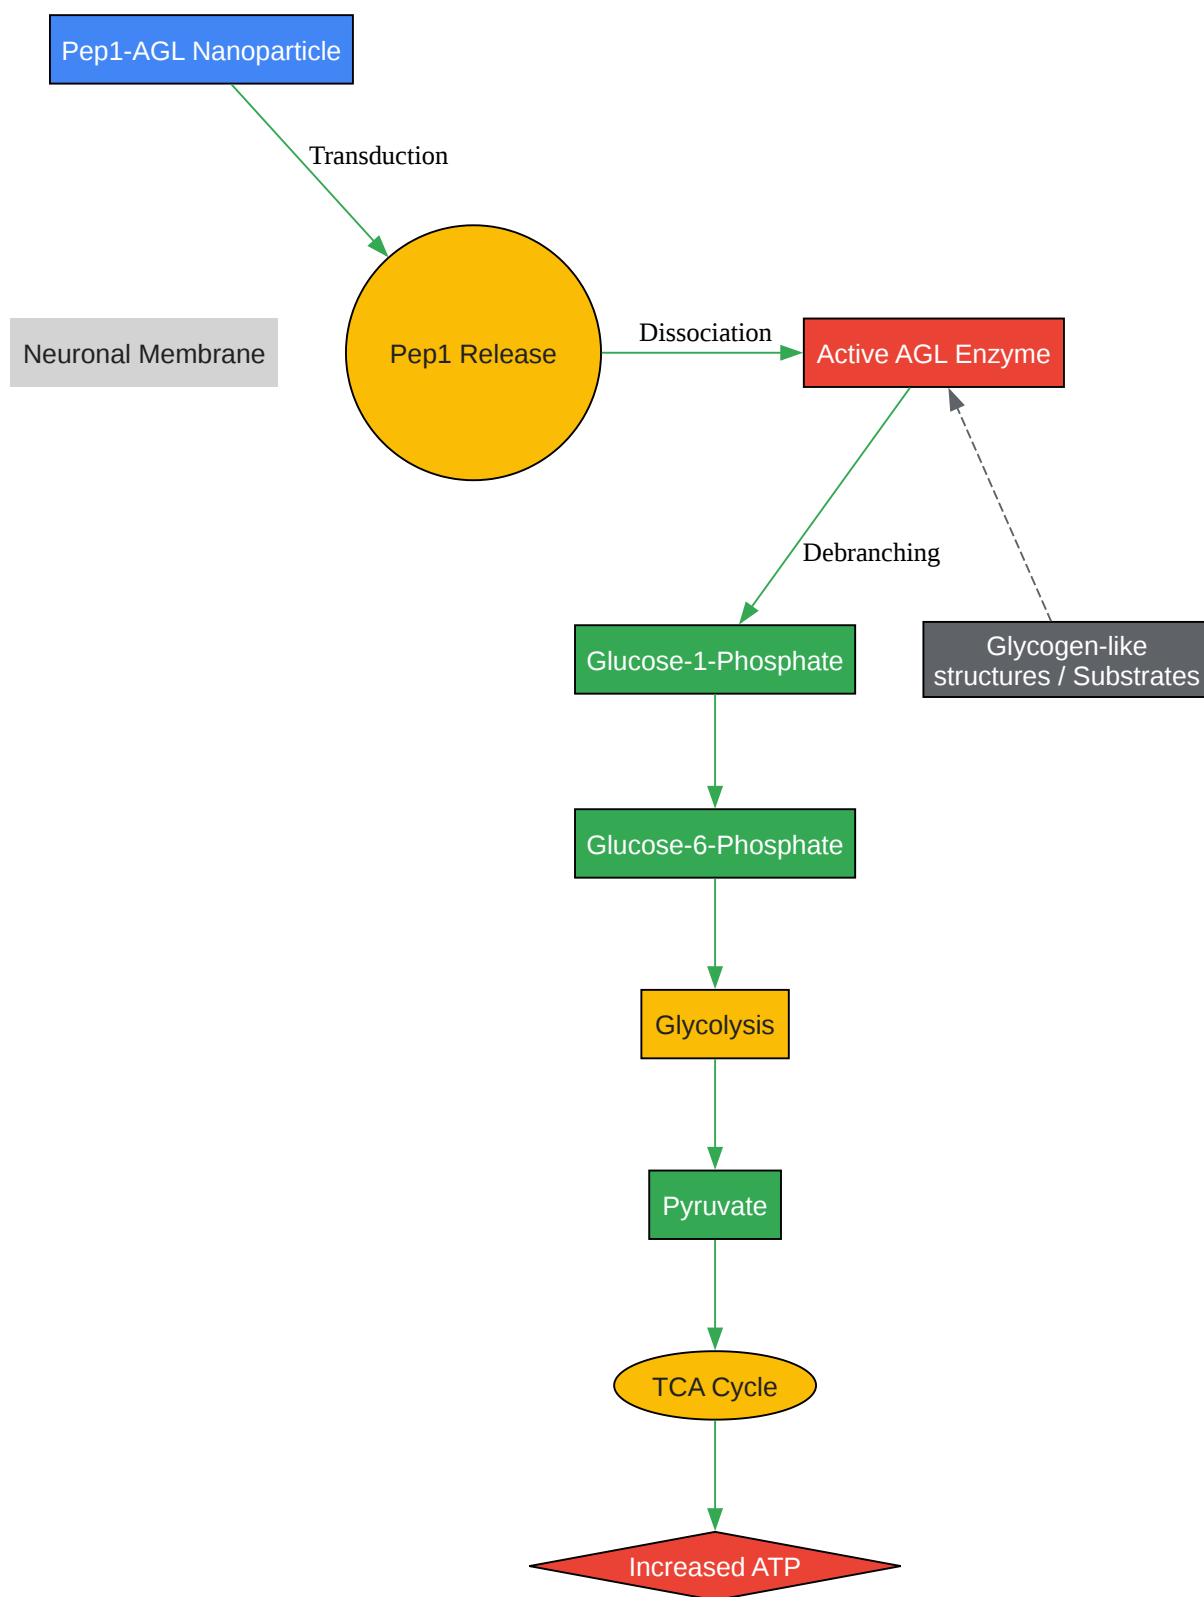 Pep1-AGL Nanoparticle
Transduction
Neuronal Membrane
Pep1 Release
Dissociation
Active AGL Enzyme
Debranching
Glucose-1-Phosphate
Glycogen-like
structures / Substrates
Glucose-6-Phosphate
Glycolysis
Pyruvate
TCA Cycle
Increased ATP